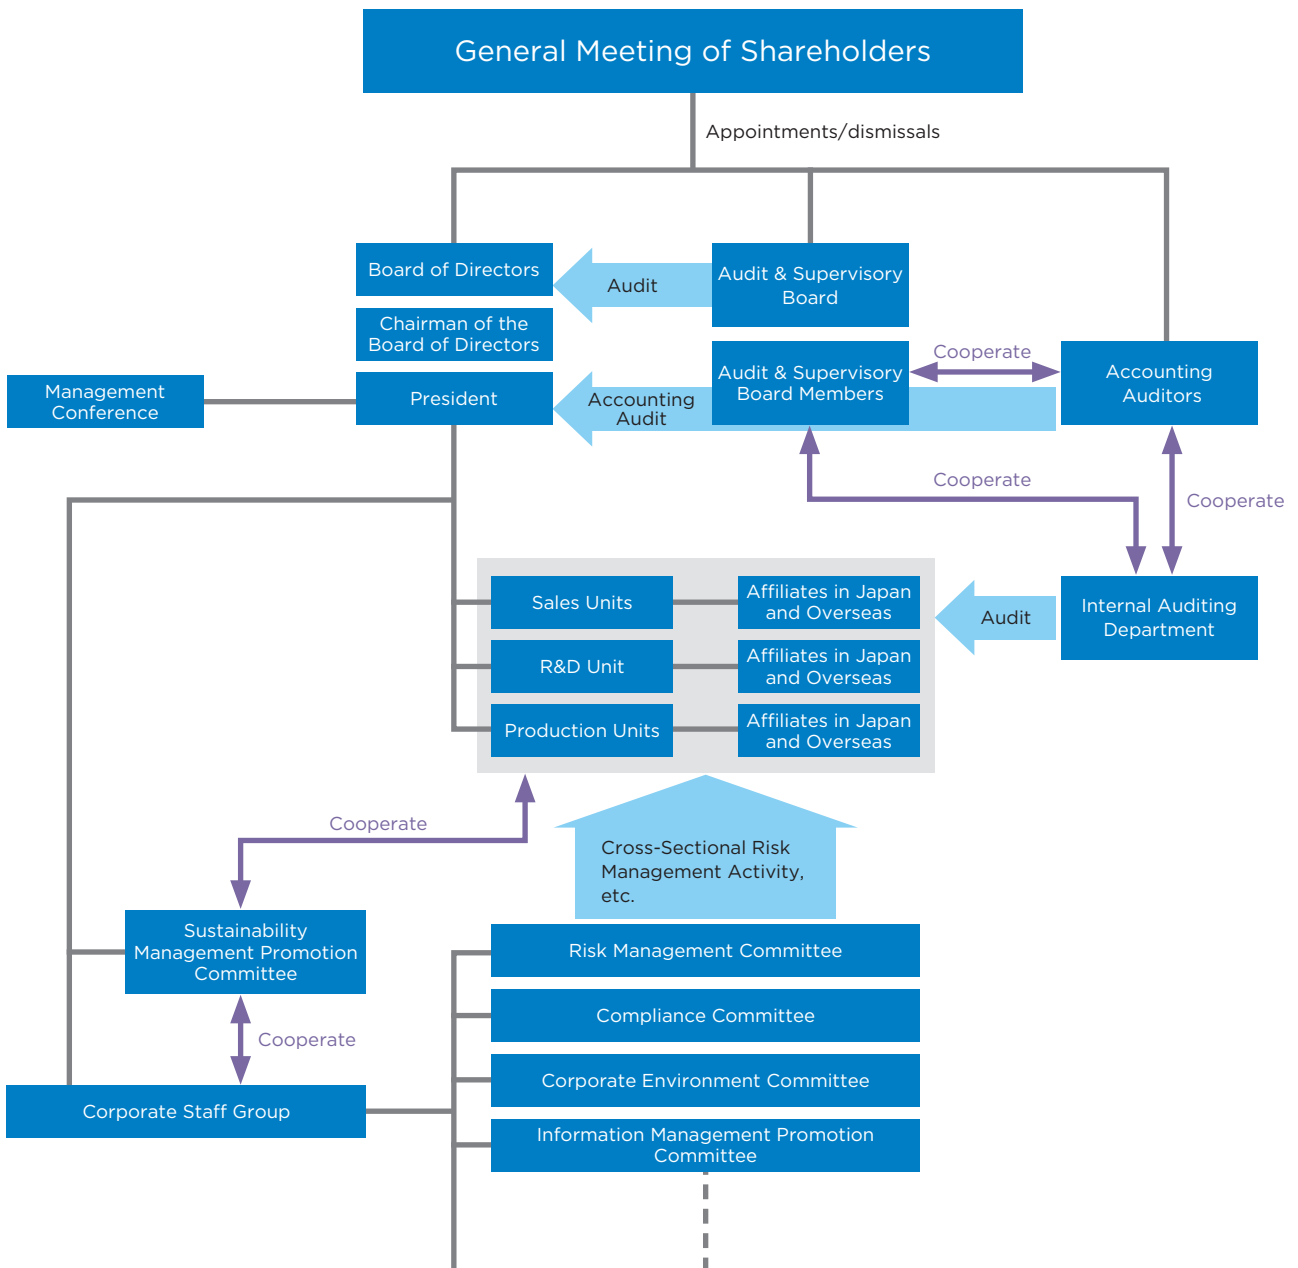 General Meeting of Shareholders
Appointments/dismissals
Board of Directors
Audit
Audit & Supervisory
Board
Chairman of the
Board of Directors
Management
Conference
President
Accounting
Audit
Audit & Supervisory
Board Members
Cooperate
Accounting
Auditors
Cooperate
Cooperate
Sales Units
Affiliates in Japan
and Overseas
Audit
Internal Auditing
Department
R&D Unit
Affiliates in Japan
and Overseas
Production Units
Affiliates in Japan
and Overseas
Cooperate
Cross-Sectional Risk
Management Activity,
etc.
Sustainability
Management Promotion
Committee
Risk Management Committee
Compliance Committee
Cooperate
Corporate Environment Committee
Corporate Staff Group
Information Management Promotion
Committee